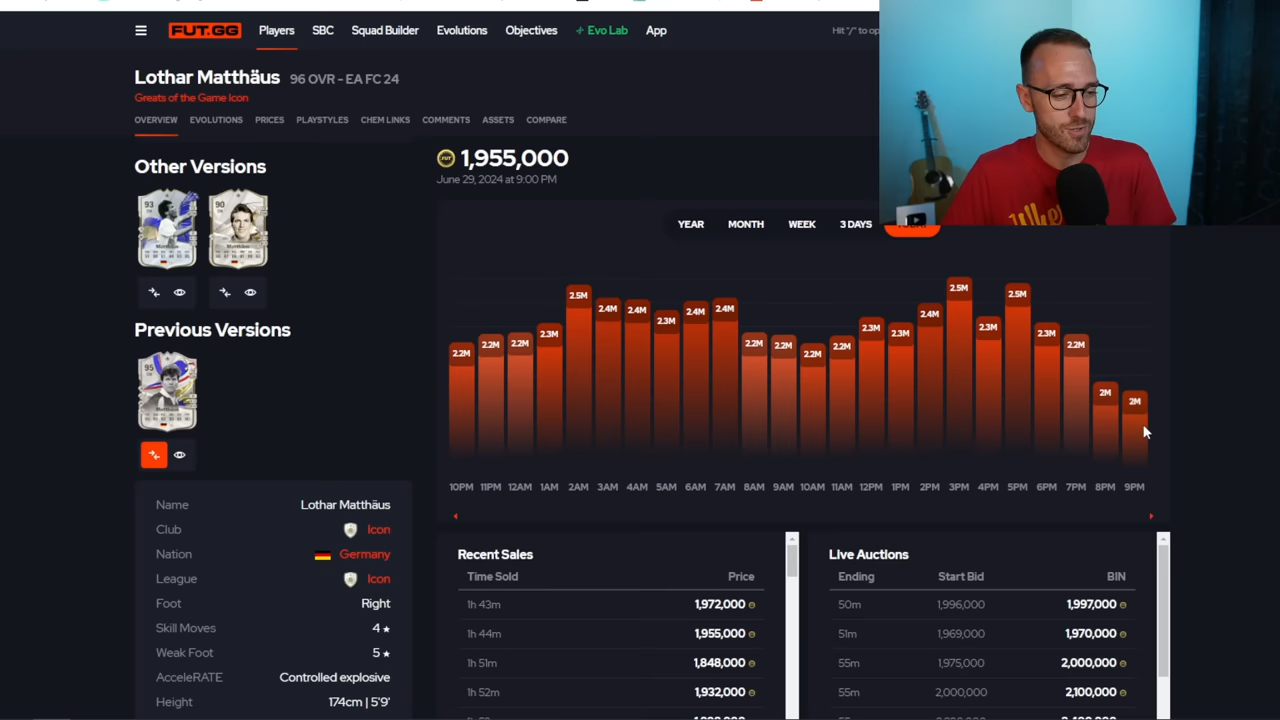 FUT.GG Players SBC Squad Builder Evolutions Objectives + Evo Lab App Hit "/" to op
Lothar Matthäus 96 OVR - EA FC 24
Greats of the Game Icon
OVERVIEW EVOLUTIONS PRICES PLAYSTYLES CHEM LINKS COMMENTS ASSETS COMPARE
Other Versions
93 90
Previous Versions
95
Name Lothar Matthäus
Club Icon
Nation Germany
League Icon
Foot Right
Skill Moves 4
Weak Foot 5
AcceleRATE Controlled explosive
Height 174cm | 5'9'
1,955,000
June 29, 2024 at 9:00 PM
YEAR MONTH WEEK 3 DAYS
2.2M 2.2M 2.2M 2.3M 2.5M 2.4M 2.4M 2.3M 2.4M 2.4M 2.2M 2.2M 2.2M 2.2M 2.3M 2.3M 2.4M 2.5M 2.3M 2.5M 2.3M 2.2M 2M 2M
10PM 11PM 12AM 1AM 2AM 3AM 4AM 5AM 6AM 7AM 8AM 9AM 10AM 11AM 12PM 1PM 2PM 3PM 4PM 5PM 6PM 7PM 8PM 9PM
Recent Sales
Time Sold Price
1h 43m 1,972,000
1h 44m 1,955,000
1h 51m 1,848,000
1h 52m 1,932,000
Live Auctions
Ending Start Bid BIN
50m 1,996,000 1,997,000
51m 1,969,000 1,970,000
55m 1,975,000 2,000,000
55m 2,000,000 2,100,000